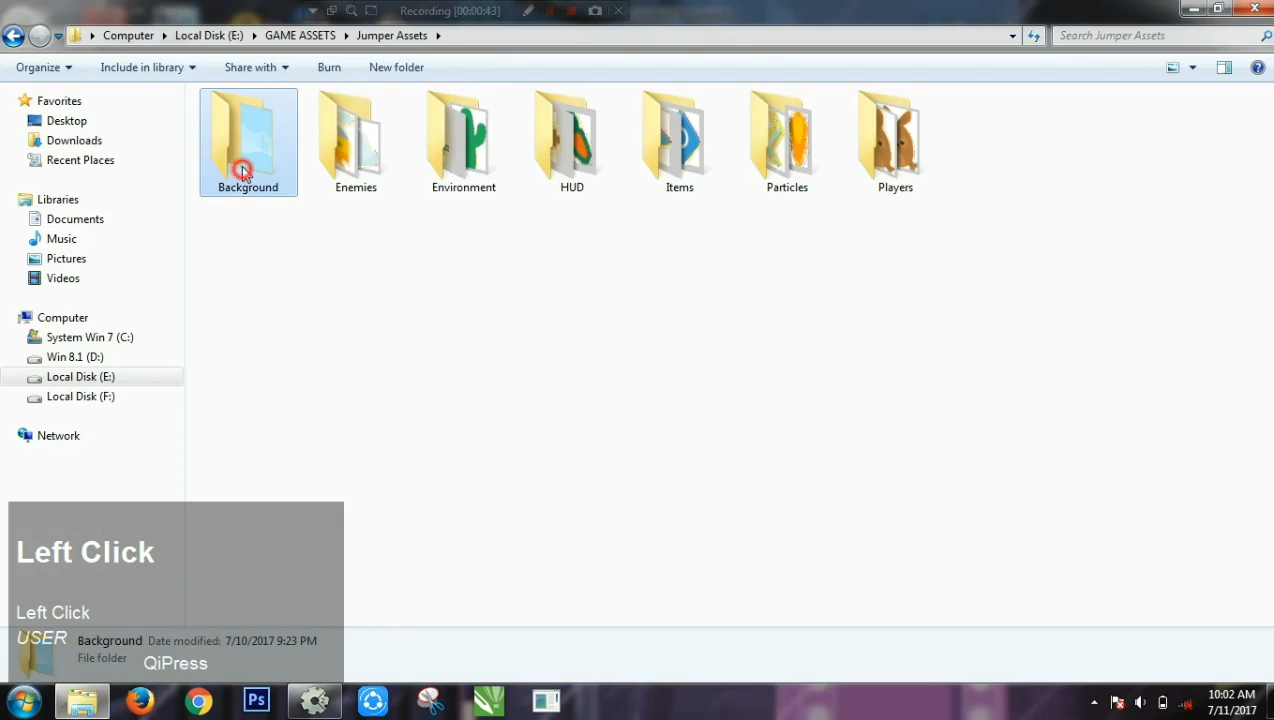 Recording [00:00:43]
Computer Local Disk (E:) GAME ASSETS Jumper Assets
Search Jumper Assets
Organize Include in library Share with Burn New folder
Favorites
Desktop
Downloads
Recent Places
Libraries
Documents
Music
Pictures
Videos
Computer
System Win 7 (C:)
Win 8.1 (D:)
Local Disk (E:)
Local Disk (F:)
Network
Background Enemies Environment HUD Items Particles Players
Left Click
Left Click
USER
QiPress
Background Date modified: 7/10/2017 9:23 PM
File folder
Ps
10:02 AM
7/11/2017